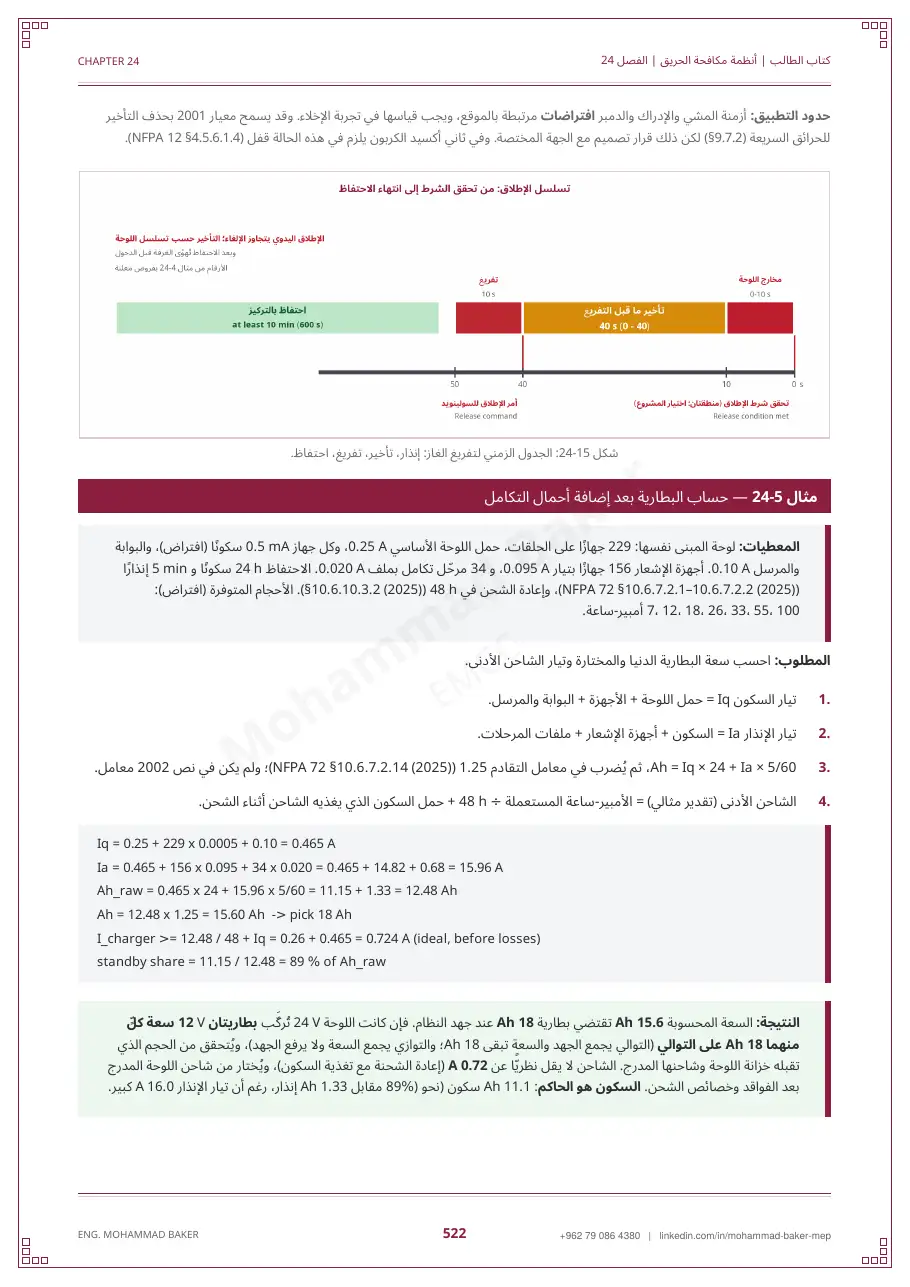 CHAPTER 24
كتاب الطالب | أنظمة مكافحة الحريق | الفصل 24
حدود التطبيق: أزمنة المشي والإدراك والدمبر افتراضات مرتبطة بالموقع، ويجب قياسها في تجربة الإخلاء. وقد يسمح معيار 2001 بحذف التأخير
للحرائق السريعة (§9.7.2) لكن ذلك قرار تصميم مع الجهة المختصة. وفي ثاني أكسيد الكربون يلزم في هذه الحالة قفل (NFPA 12 §4.5.6.1.4).
تسلسل الإطلاق: من تحقق الشرط إلى انتهاء الاحتفاظ
الإطلاق اليدوي يتجاوز الإلغاء؛ التأخير حسب تسلسل اللوحة
وبعد الاحتفاظ تُهوّى الغرفة قبل الدخول
الأرقام من مثال 4-24 بفروض معلنة
مخارج اللوحة
0-10 s
تفريغ
10 s
تأخير ما قبل التفريغ
40 s (0 - 40)
احتفاظ بالتركيز
at least 10 min (600 s)
0 s
10
40
50
تحقق شرط الإطلاق (منطقتان: اختيار المشروع)
Release condition met
أمر الإطلاق للسولينويد
Release command
شكل 15-24: الجدول الزمني لتفريغ الغاز: إنذار، تأخير، تفريغ، احتفاظ.
مثال 5-24 — حساب البطارية بعد إضافة أحمال التكامل
المعطيات: لوحة المبنى نفسها: 229 جهازًا على الحلقات، حمل اللوحة الأساسي 0.25 A، وكل جهاز 0.5 mA سكونًا (افتراض)، والبوابة
والمرسل 0.10 A. أجهزة الإشعار 156 جهازًا بتيار 0.095 A، و 34 مرحّل تكامل بملف 0.020 A. الاحتفاظ 24 h سكونًا و 5 min إنذارًا
(NFPA 72 §10.6.7.2.1–10.6.7.2.2 (2025))، وإعادة الشحن في 48 h (§10.6.10.3.2 (2025)). الأحجام المتوفرة (افتراض):
7، 12، 18، 26، 33، 55، 100 أمبير-ساعة.
المطلوب: احسب سعة البطارية الدنيا والمختارة وتيار الشاحن الأدنى.
1. تيار السكون Iq = حمل اللوحة + الأجهزة + البوابة والمرسل.
2. تيار الإنذار Ia = السكون + أجهزة الإشعار + ملفات المرحلات.
3. Ah = Iq × 24 + Ia × 5/60، ثم يُضرب في معامل التقادم 1.25 (NFPA 72 §10.6.7.2.14 (2025))؛ ولم يكن في نص 2002 معامل.
4. الشاحن الأدنى (تقدير مثالي) = الأمبير-ساعة المستعملة ÷ 48 h + حمل السكون الذي يغذيه الشاحن أثناء الشحن.
Iq = 0.25 + 229 x 0.0005 + 0.10 = 0.465 A
Ia = 0.465 + 156 x 0.095 + 34 x 0.020 = 0.465 + 14.82 + 0.68 = 15.96 A
Ah_raw = 0.465 x 24 + 15.96 x 5/60 = 11.15 + 1.33 = 12.48 Ah
Ah = 12.48 x 1.25 = 15.60 Ah -> pick 18 Ah
I_charger >= 12.48 / 48 + Iq = 0.26 + 0.465 = 0.724 A (ideal, before losses)
standby share = 11.15 / 12.48 = 89 % of Ah_raw
النتيجة: السعة المحسوبة 15.6 Ah تقتضي بطارية 18 Ah عند جهد النظام. فإن كانت اللوحة 24 V تُركَّب بطاريتان 12 V سعة كلّ
منهما 18 Ah على التوالي (التوالي يجمع الجهد والسعة تبقى 18 Ah؛ والتوازي يجمع السعة ولا يرفع الجهد)، ويُتحقق من الحجم الذي
تقبله خزانة اللوحة وشاحنها المدرج. الشاحن لا يقل نظريًا عن 0.72 A (إعادة الشحنة مع تغذية السكون)، ويُختار من شاحن اللوحة المدرج
بعد الفواقد وخصائص الشحن. السكون هو الحاكم: 11.1 Ah سكون (نحو 89%) مقابل 1.33 Ah إنذار، رغم أن تيار الإنذار 16.0 A كبير.
ENG. MOHAMMAD BAKER
522
+962 79 086 4380 | linkedin.com/in/mohammad-baker-mep